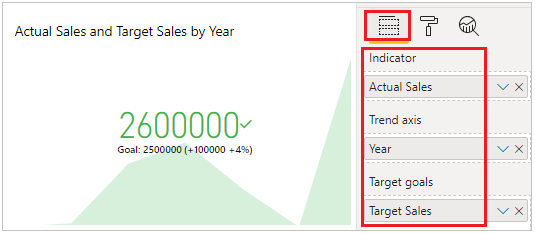 Actual Sales and Target Sales by Year
2600000
Goal: 2500000 (+100000 +4%)
Indicator
Actual Sales
Trend axis
Year
Target goals
Target Sales